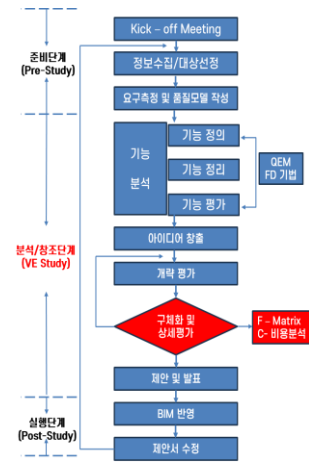 Kick – off Meeting
준비단계
(Pre-Study)
정보수집/대상선정
요구측정 및 품질모델 작성
기능
분석
기능 정의
기능 정리
기능 평가
QEM
FD 기법
아이디어 창출
분석/창조단계
(VE Study)
개략 평가
구체화 및
상세평가
F – Matrix
C- 비용분석
제안 및 발표
BIM 반영
실행단계
(Post-Study)
제안서 수정